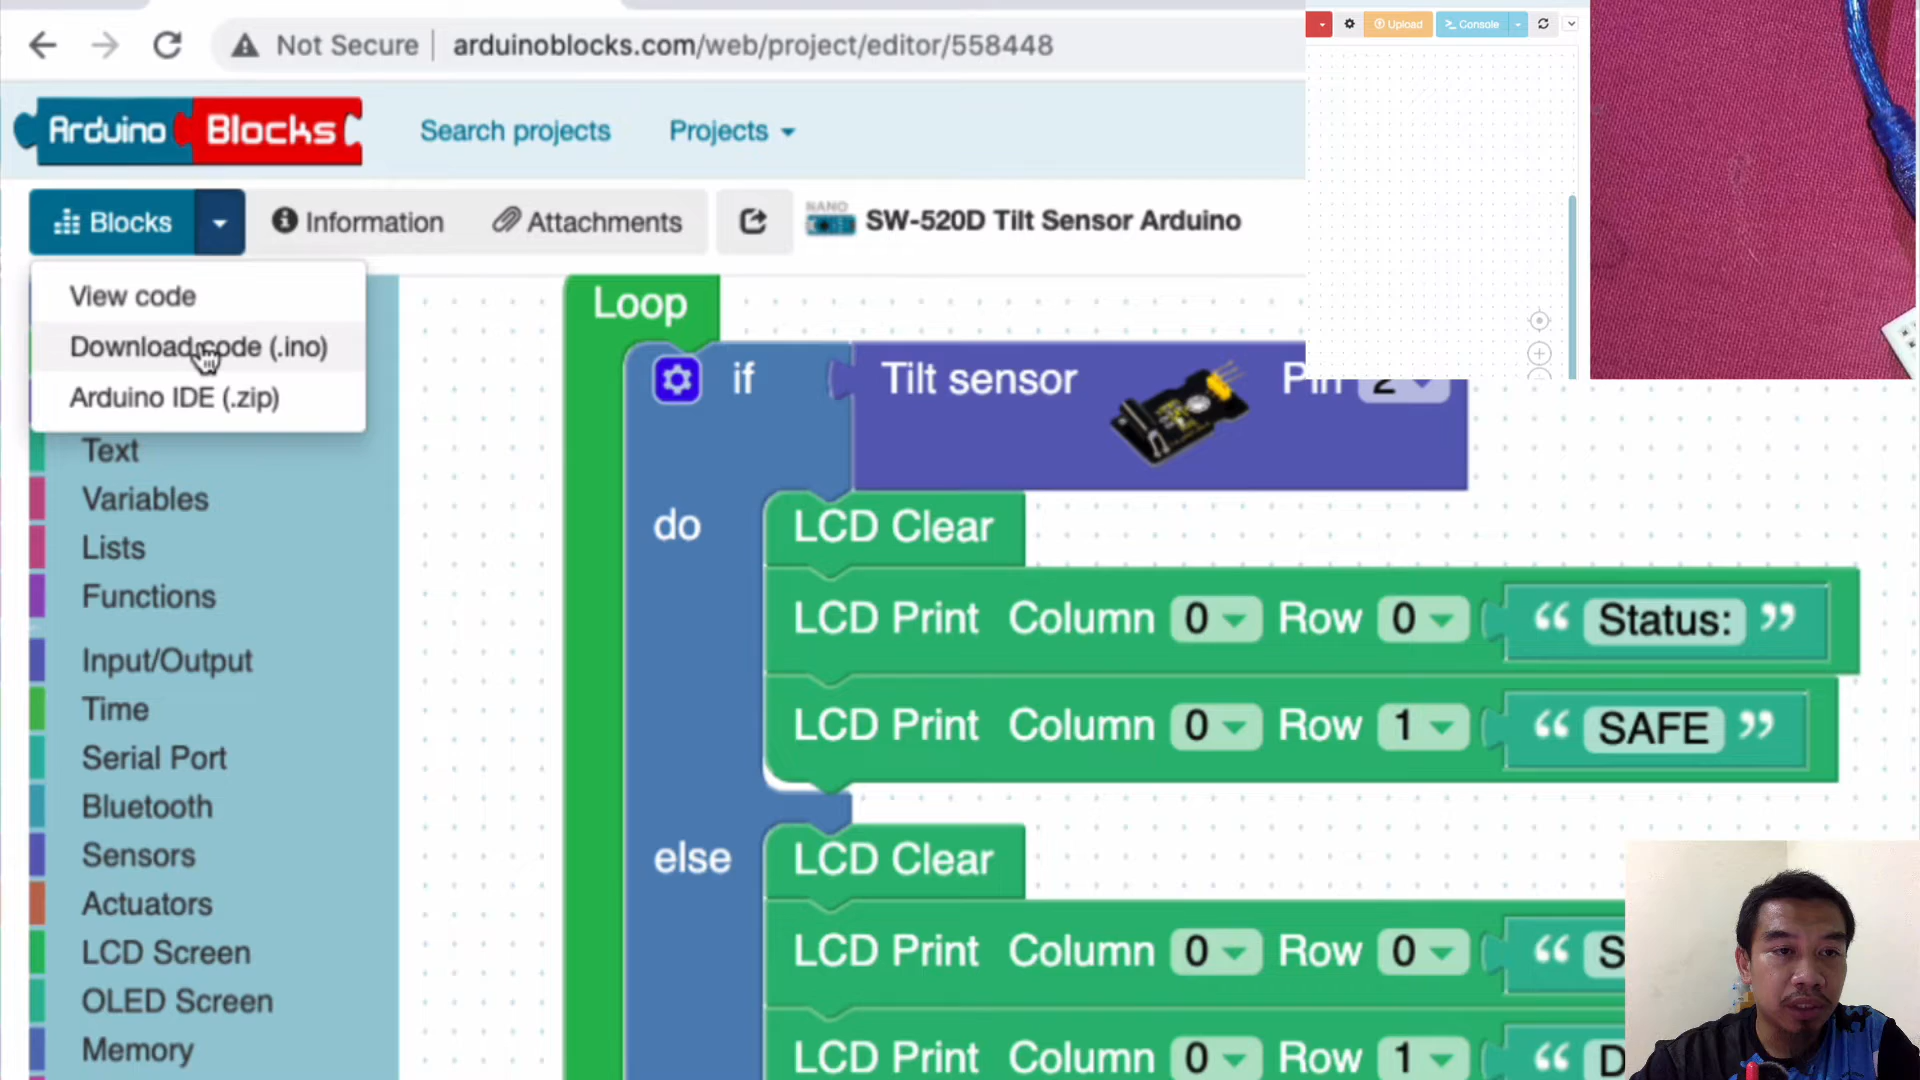 Not Secure arduinoblocks.com/web/project/editor/558448
Upload >_ Console
Arduino Blocks Search projects Projects
Blocks Information Attachments NANO SW-520D Tilt Sensor Arduino
View code
Download code (.ino)
Arduino IDE (.zip)
Text
Variables
Lists
Functions
Input/Output
Time
Serial Port
Bluetooth
Sensors
Actuators
LCD Screen
OLED Screen
Memory
Loop
if Tilt sensor Pin 2
do LCD Clear
LCD Print Column 0 Row 0 “ Status: ”
LCD Print Column 0 Row 1 “ SAFE ”
else LCD Clear
LCD Print Column 0 Row 0 “ S
LCD Print Column 0 Row 1 “ D